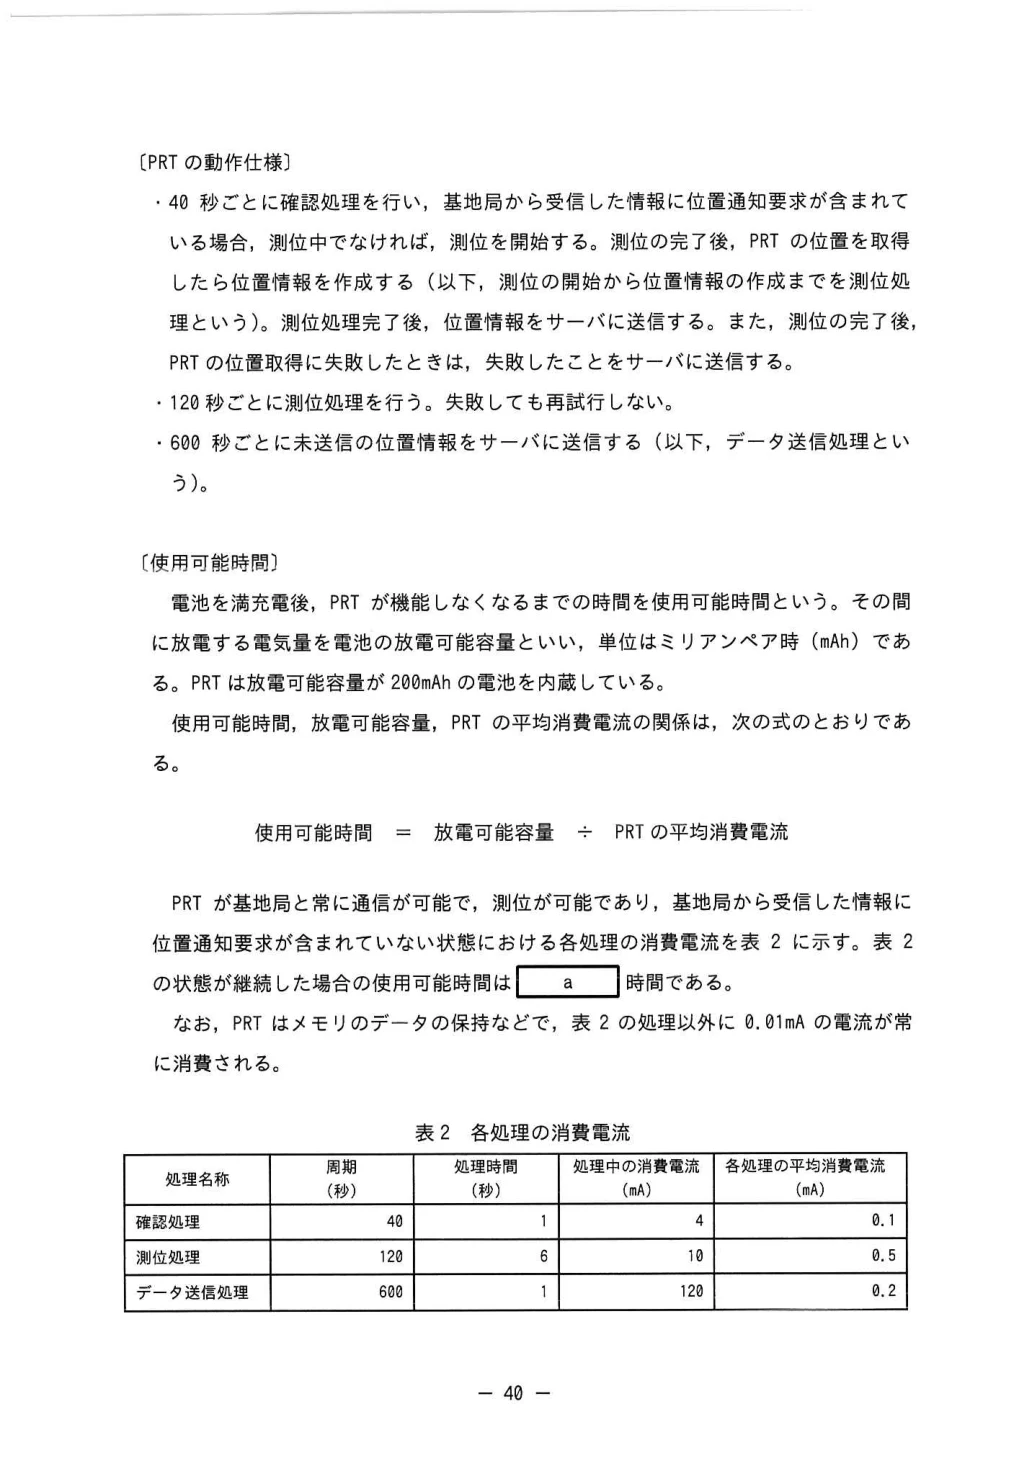 〔PRT の動作仕様〕
・40 秒ごとに確認処理を行い，基地局から受信した情報に位置通知要求が含まれて
いる場合，測位中でなければ，測位を開始する。測位の完了後，PRT の位置を取得
したら位置情報を作成する（以下，測位の開始から位置情報の作成までを測位処
理という）。測位処理完了後，位置情報をサーバに送信する。また，測位の完了後，
PRT の位置取得に失敗したときは，失敗したことをサーバに送信する。
・120 秒ごとに測位処理を行う。失敗しても再試行しない。
・600 秒ごとに未送信の位置情報をサーバに送信する（以下，データ送信処理とい
う）。
〔使用可能時間〕
電池を満充電後，PRT が機能しなくなるまでの時間を使用可能時間という。その間
に放電する電気量を電池の放電可能容量といい，単位はミリアンペア時（mAh）であ
る。PRT は放電可能容量が 200mAh の電池を内蔵している。
使用可能時間，放電可能容量，PRT の平均消費電流の関係は，次の式のとおりであ
る。
使用可能時間 ＝ 放電可能容量 ÷ PRT の平均消費電流
PRT が基地局と常に通信が可能で，測位が可能であり，基地局から受信した情報に
位置通知要求が含まれていない状態における各処理の消費電流を表 2 に示す。表 2
の状態が継続した場合の使用可能時間は a 時間である。
なお，PRT はメモリのデータの保持などで，表 2 の処理以外に 0.01mA の電流が常
に消費される。
表 2 各処理の消費電流
処理名称 周期（秒） 処理時間（秒） 処理中の消費電流（mA） 各処理の平均消費電流（mA）
確認処理 40 1 4 0.1
測位処理 120 6 10 0.5
データ送信処理 600 1 120 0.2
― 40 ―